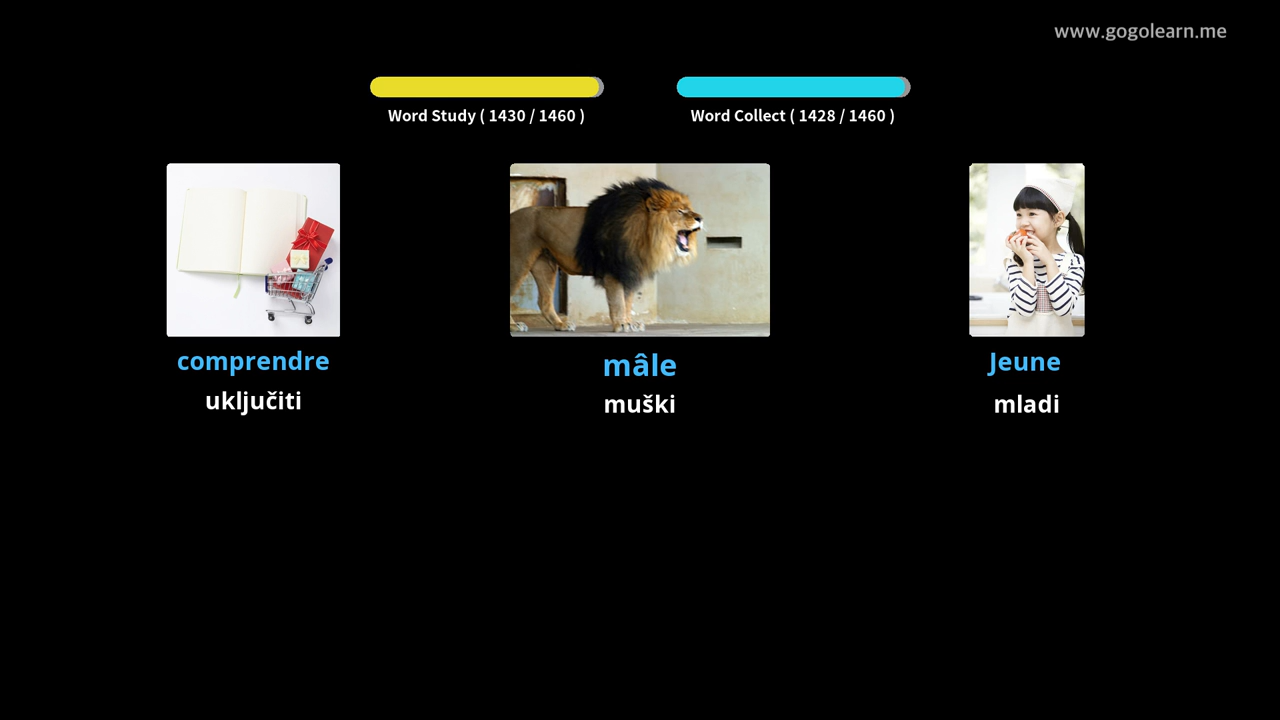 www.gogolearn.me
Word Study ( 1430 / 1460 )
Word Collect ( 1428 / 1460 )
comprendre
uključiti
mâle
muški
Jeune
mladi